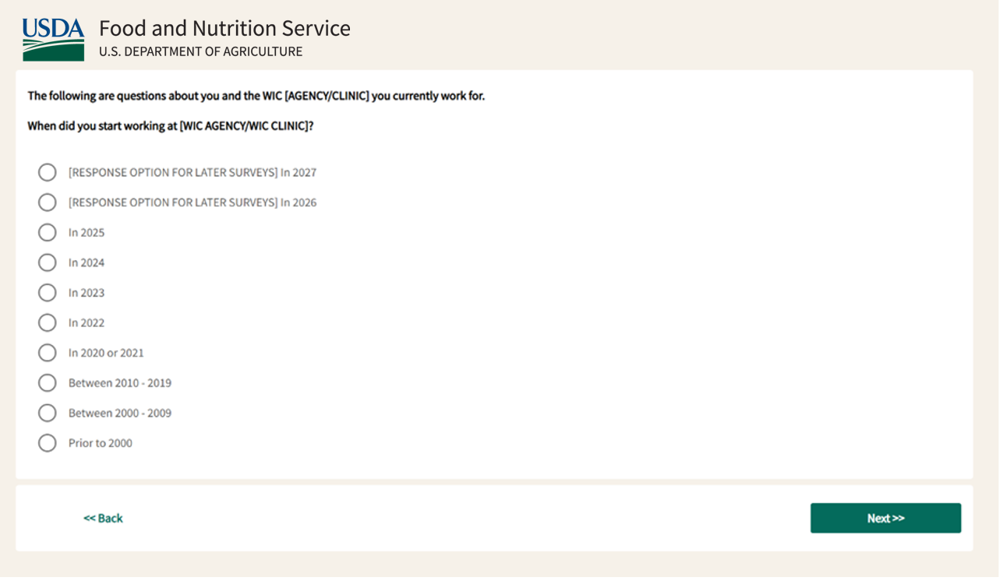 USDA
Food and Nutrition Service
U.S. DEPARTMENT OF AGRICULTURE
The following are questions about you and the WIC [AGENCY/CLINIC] you currently work for.
When did you start working at [WIC AGENCY/WIC CLINIC]?
[RESPONSE OPTION FOR LATER SURVEYS] In 2027
[RESPONSE OPTION FOR LATER SURVEYS] In 2026
In 2025
In 2024
In 2023
In 2022
In 2020 or 2021
Between 2010 - 2019
Between 2000 - 2009
Prior to 2000
<< Back
Next >>